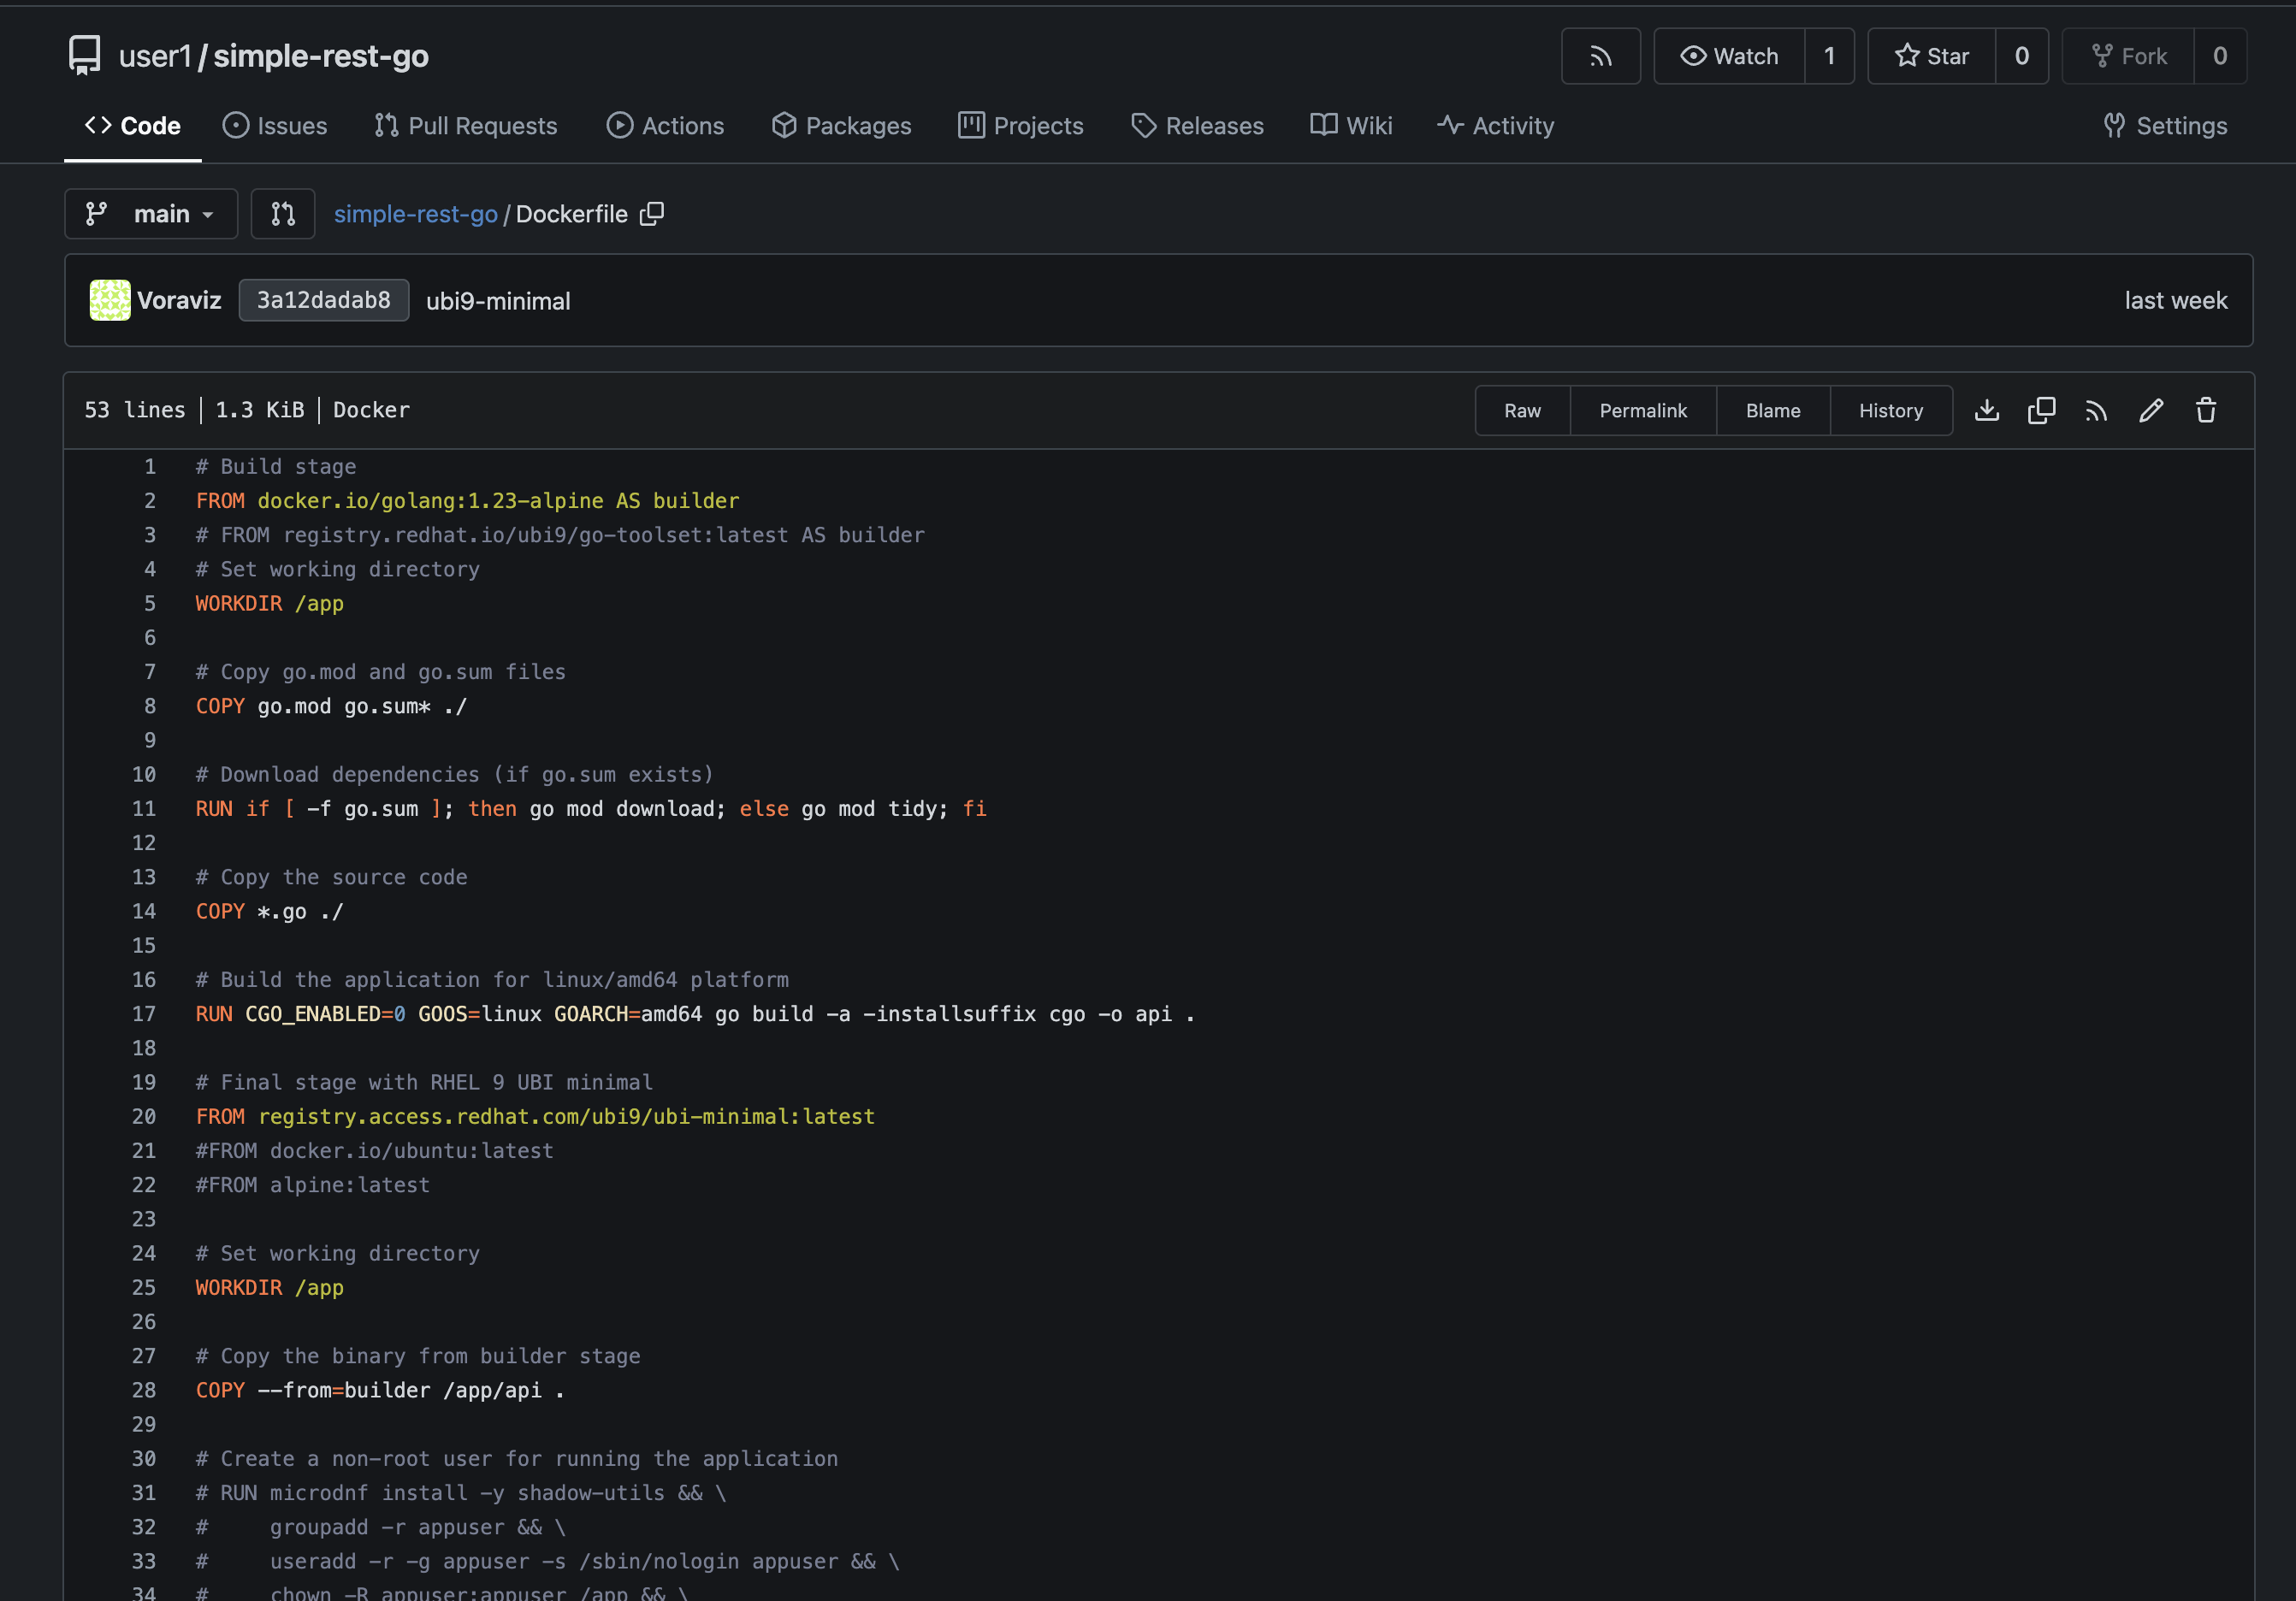 user1/simple-rest-go
Watch 1 Star 0 Fork 0
Code Issues Pull Requests Actions Packages Projects Releases Wiki Activity Settings
main simple-rest-go/Dockerfile
Voraviz 3a12dadab8 ubi9-minimal last week
53 lines 1.3 KiB Docker Raw Permalink Blame History
1 # Build stage
2 FROM docker.io/golang:1.23-alpine AS builder
3 # FROM registry.redhat.io/ubi9/go-toolset:latest AS builder
4 # Set working directory
5 WORKDIR /app
6
7 # Copy go.mod and go.sum files
8 COPY go.mod go.sum* ./
9
10 # Download dependencies (if go.sum exists)
11 RUN if [ -f go.sum ]; then go mod download; else go mod tidy; fi
12
13 # Copy the source code
14 COPY *.go ./
15
16 # Build the application for linux/amd64 platform
17 RUN CGO_ENABLED=0 GOOS=linux GOARCH=amd64 go build -a -installsuffix cgo -o api .
18
19 # Final stage with RHEL 9 UBI minimal
20 FROM registry.access.redhat.com/ubi9/ubi-minimal:latest
21 #FROM docker.io/ubuntu:latest
22 #FROM alpine:latest
23
24 # Set working directory
25 WORKDIR /app
26
27 # Copy the binary from builder stage
28 COPY --from=builder /app/api .
29
30 # Create a non-root user for running the application
31 # RUN microdnf install -y shadow-utils && \
32 #     groupadd -r appuser && \
33 #     useradd -r -g appuser -s /sbin/nologin appuser && \
34 #     chown -R appuser:appuser /app && \